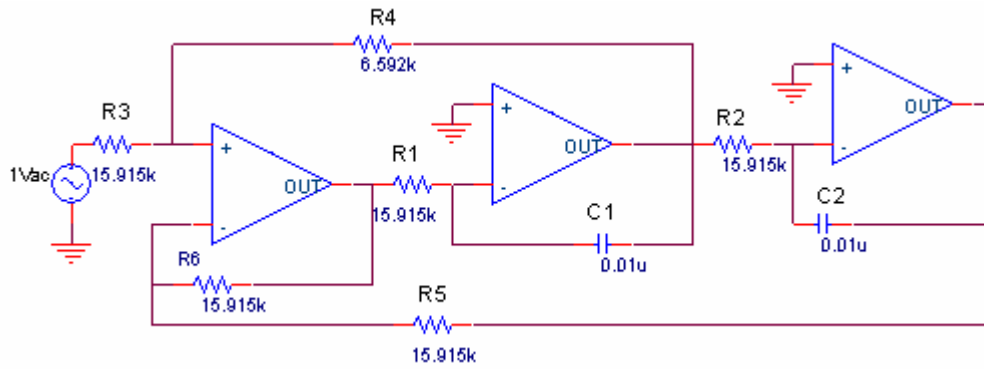 R4
6.592k
R3
15.915k
1Vac
+
-
OUT
R1
15.915k
+
-
OUT
C1
0.01u
R2
15.915k
+
-
OUT
C2
0.01u
R6
15.915k
R5
15.915k